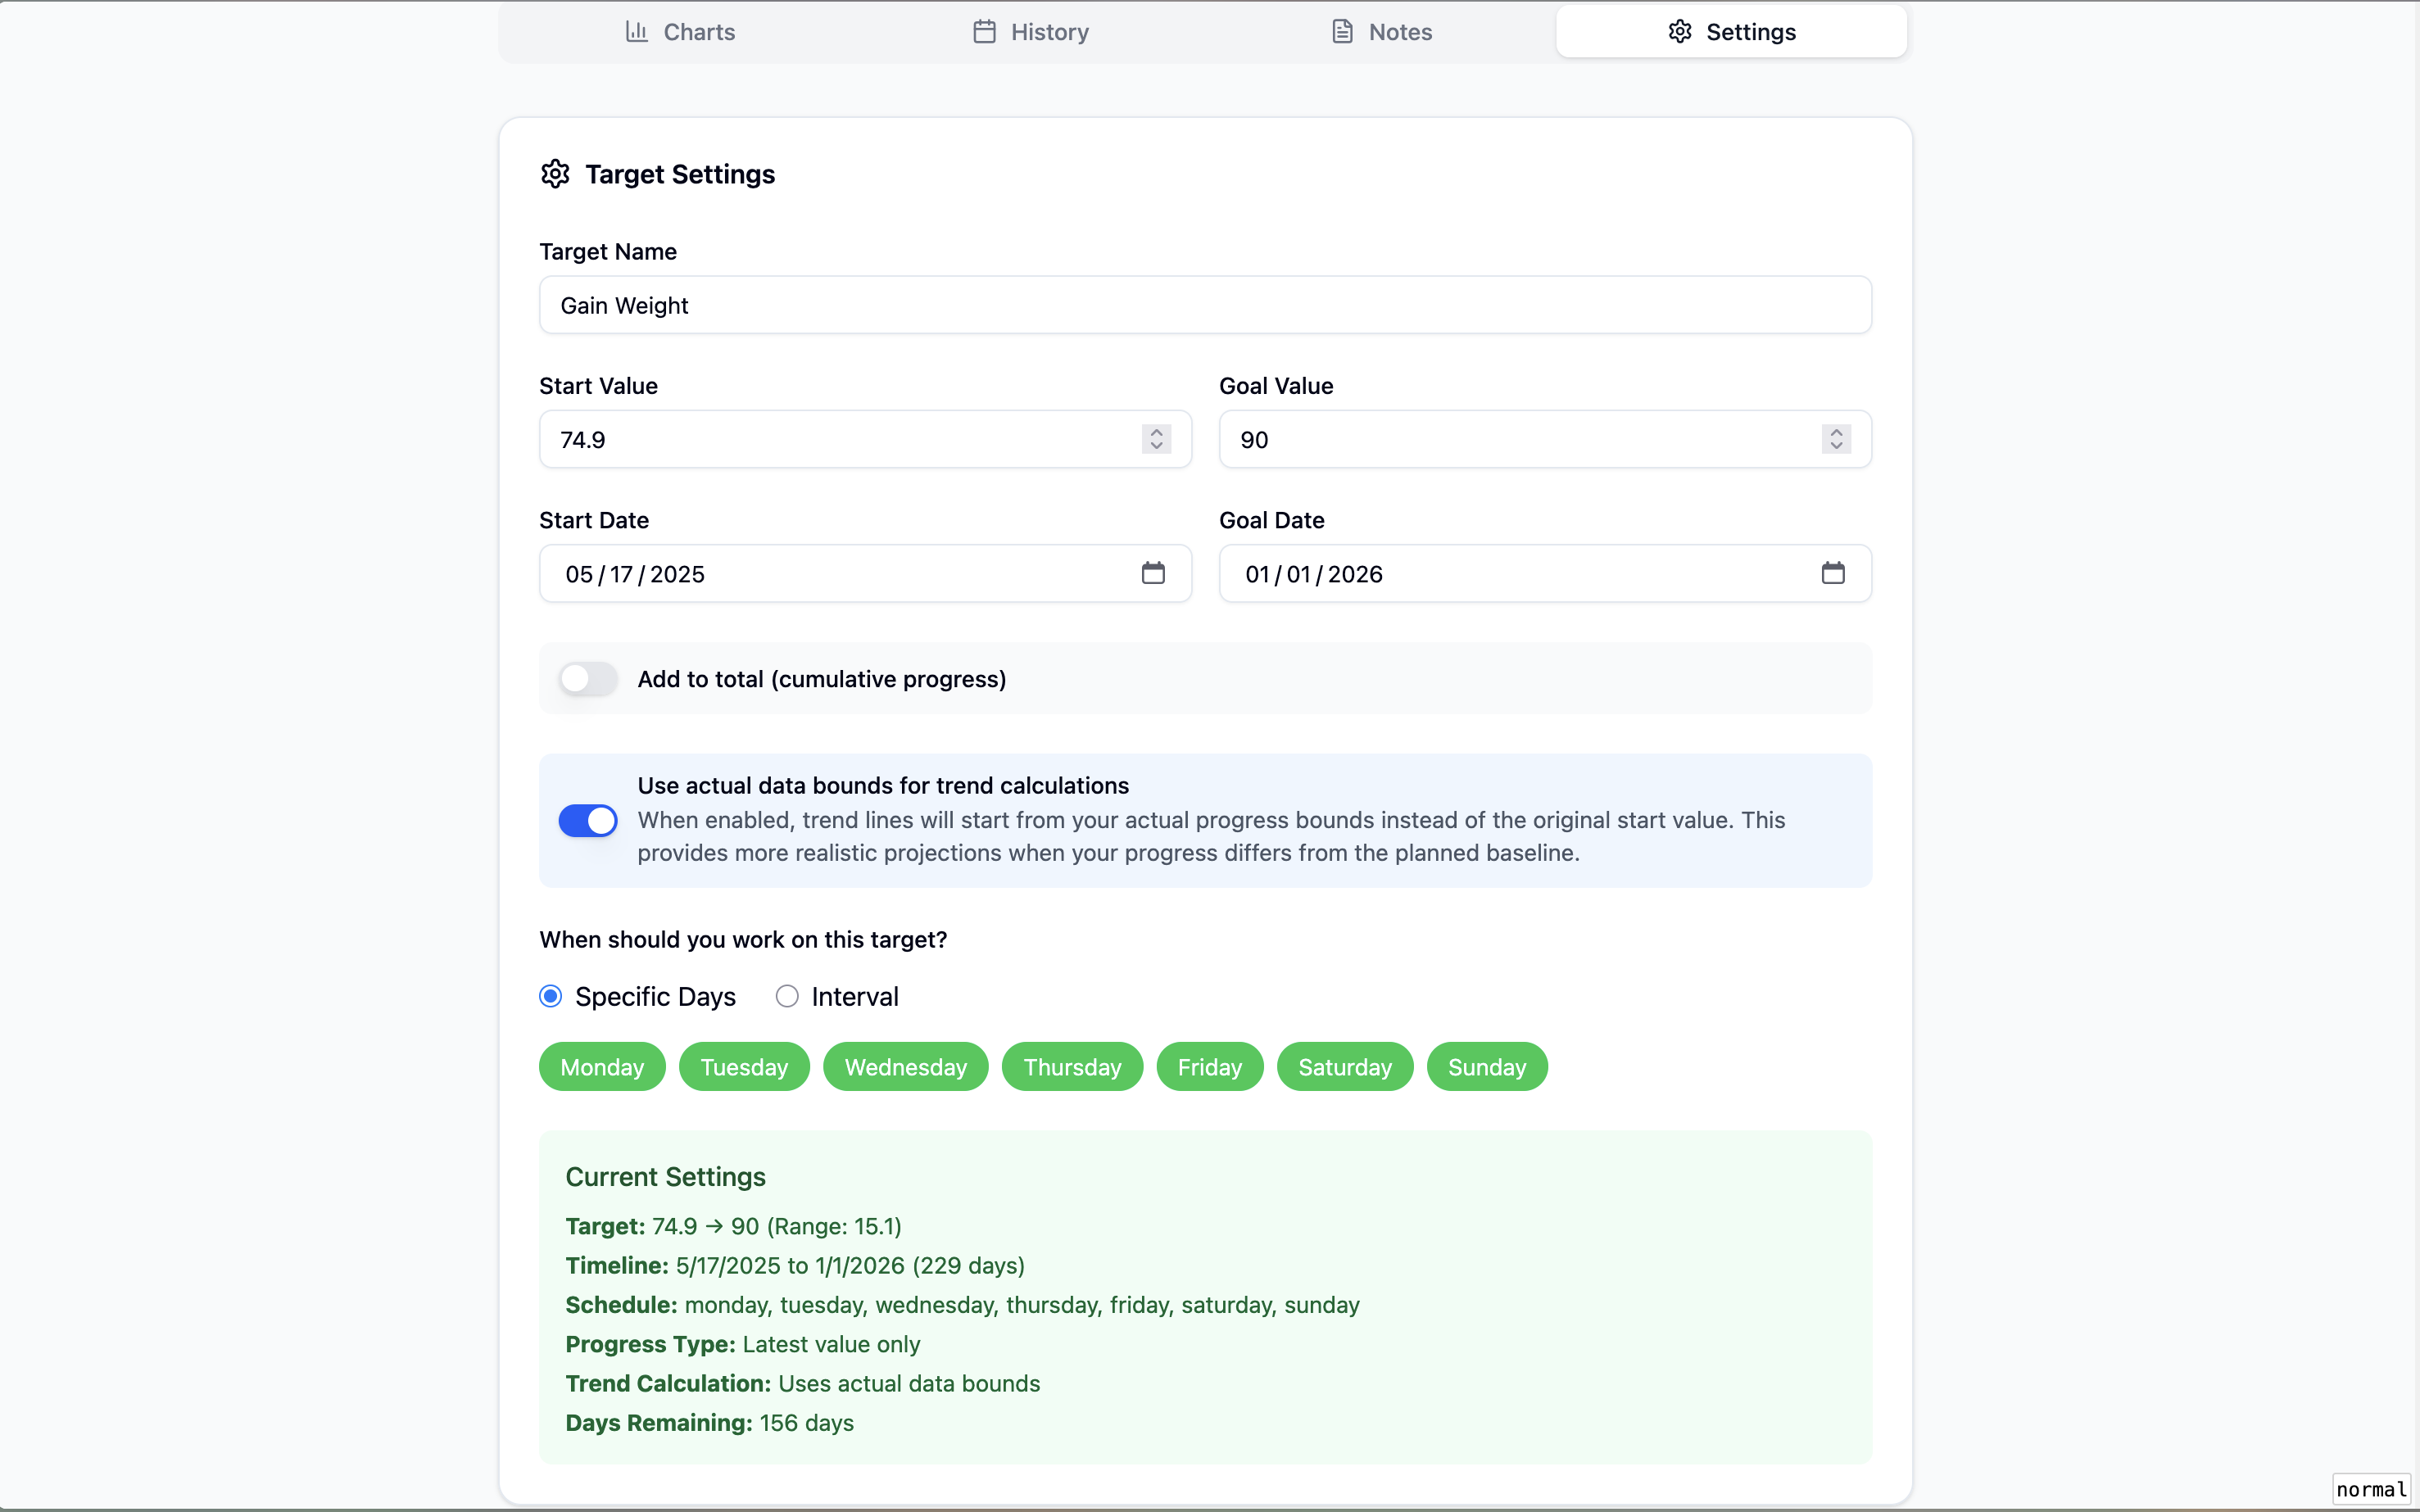 Charts History Notes Settings
Target Settings
Target Name
Gain Weight
Start Value Goal Value
74.9 90
Start Date Goal Date
05/17/2025 01/01/2026
Add to total (cumulative progress)
Use actual data bounds for trend calculations
When enabled, trend lines will start from your actual progress bounds instead of the original start value. This
provides more realistic projections when your progress differs from the planned baseline.
When should you work on this target?
Specific Days Interval
Monday Tuesday Wednesday Thursday Friday Saturday Sunday
Current Settings
Target: 74.9 → 90 (Range: 15.1)
Timeline: 5/17/2025 to 1/1/2026 (229 days)
Schedule: monday, tuesday, wednesday, thursday, friday, saturday, sunday
Progress Type: Latest value only
Trend Calculation: Uses actual data bounds
Days Remaining: 156 days
normal